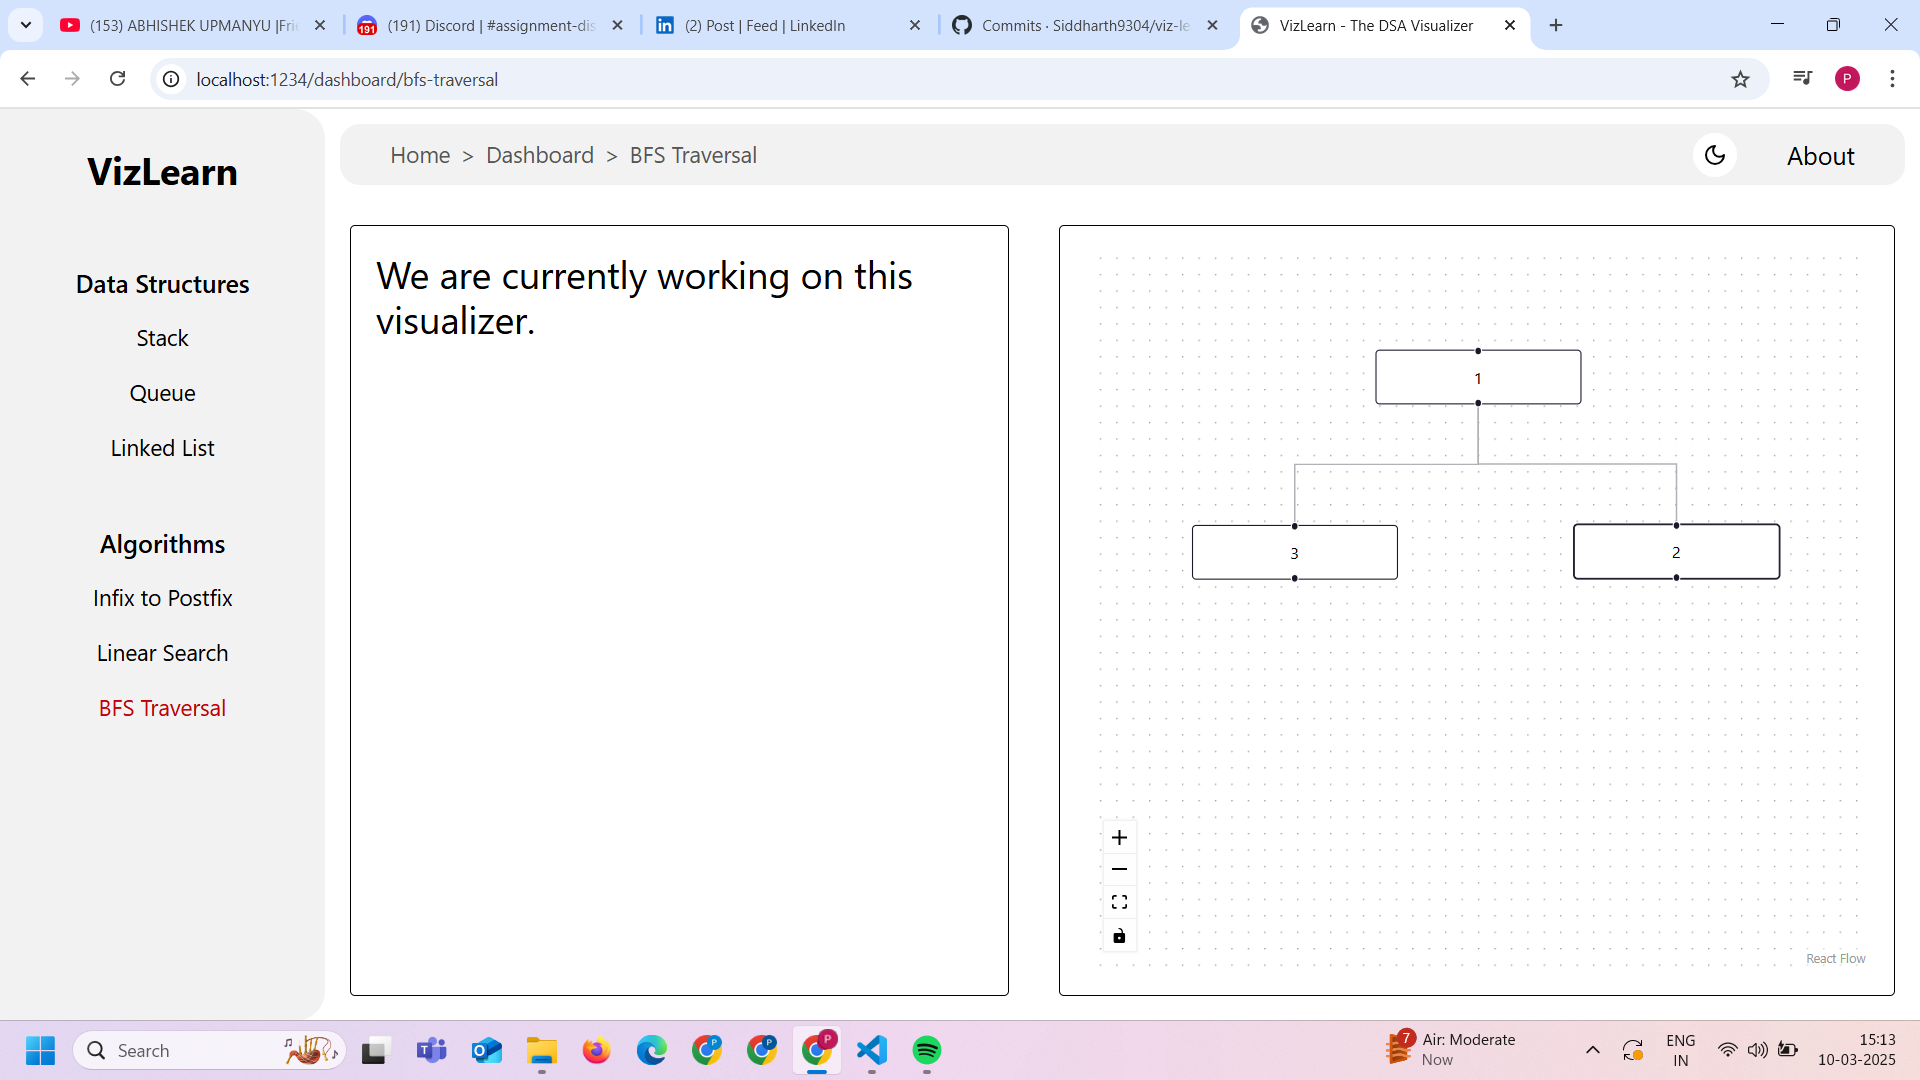 (153) ABHISHEK UPMANYU |Frie
(191) Discord | #assignment-dis
(2) Post | Feed | LinkedIn
Commits · Siddharth9304/viz-le
VizLearn - The DSA Visualizer
191
localhost:1234/dashboard/bfs-traversal
P
VizLearn
Home > Dashboard > BFS Traversal
About
Data Structures
Stack
Queue
Linked List
Algorithms
Infix to Postfix
Linear Search
BFS Traversal
We are currently working on this
visualizer.
1
3
2
React Flow
Search
P
P
P
7
Air: Moderate
Now
ENG
IN
15:13
10-03-2025